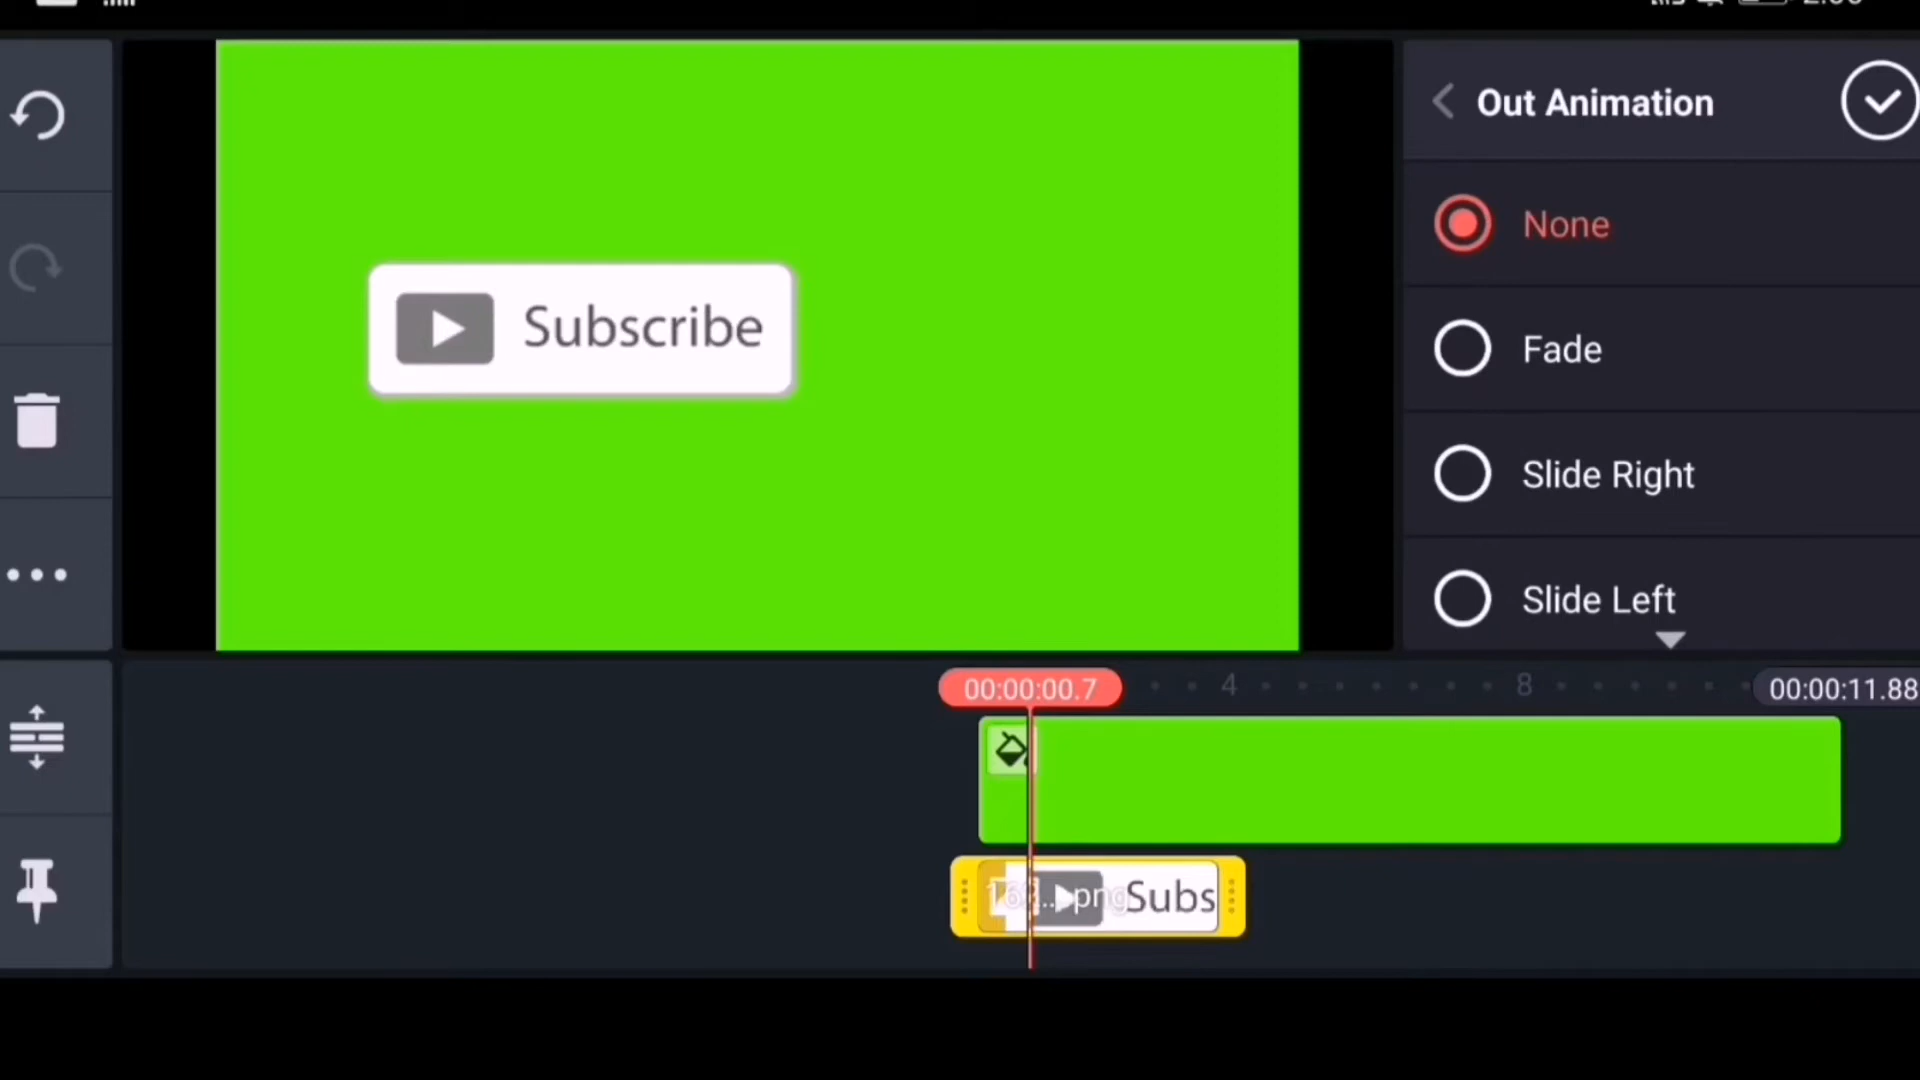 Out Animation
None
Subscribe
Fade
Slide Right
Slide Left
00:00:00.7
4
8
00:00:11.88
Subs